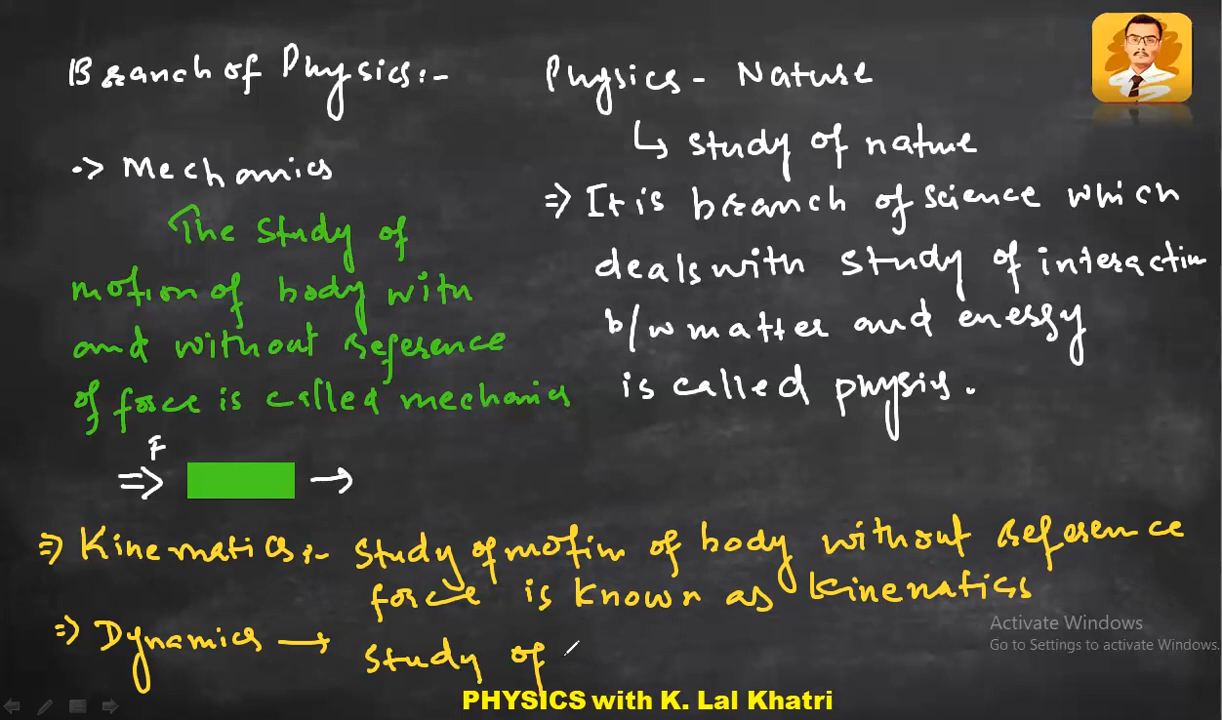 Branch of Physics:-
.> Mechanics
The study of
motion of body with
and without reference
of force is called mechanics
F
Physics - Nature
study of nature
=> It is branch of science which
deals with study of interaction
b/w matter and energy
is called physis.
=> Kinematics:- study of motion of body without reference
force is known as kinematics
=> Dynamics → study of
Activate Windows
Go to Settings to activate Windows.
PHYSICS with K. Lal Khatri